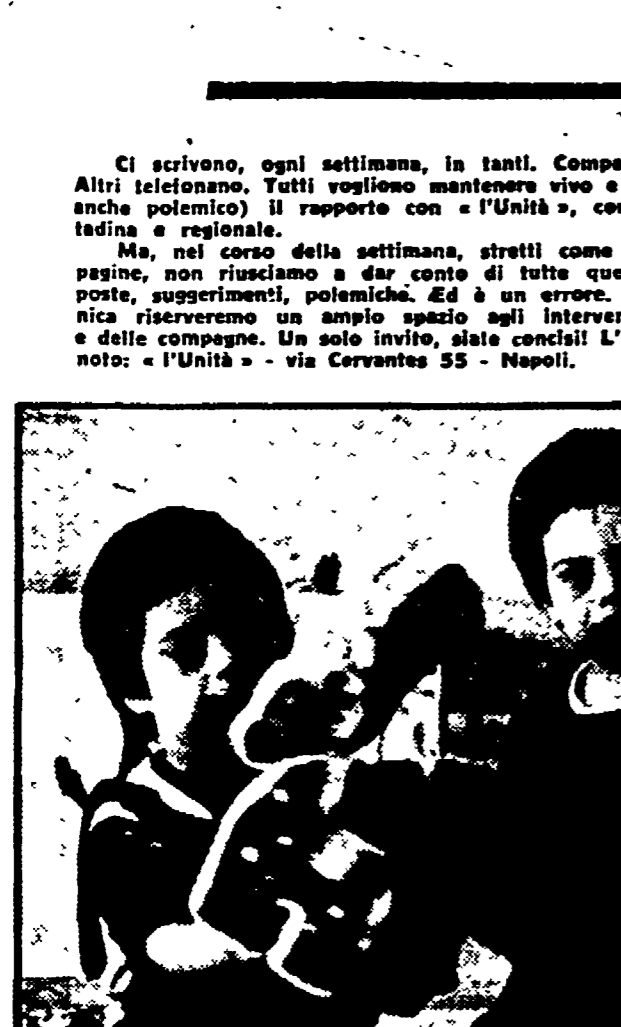 Ci scrivono, ogni settimana, in tanti. Compa
Altri telefonano. Tutti vogliono mantenere vivo e
anche polemico) il rapporto con « l'Unità », con
tadina e regionale.
Ma, nel corso della settimana, stretti come
pagine, non riusciamo a dar conto di tutte que
poste, suggerimenti, polemiche. Ed è un errore.
nica riserveremo un ampio spazio agli interven
e delle compagne. Un solo invito, siate concisi! L'
noto: « l'Unità » - via Cervantes 55 - Napoli.